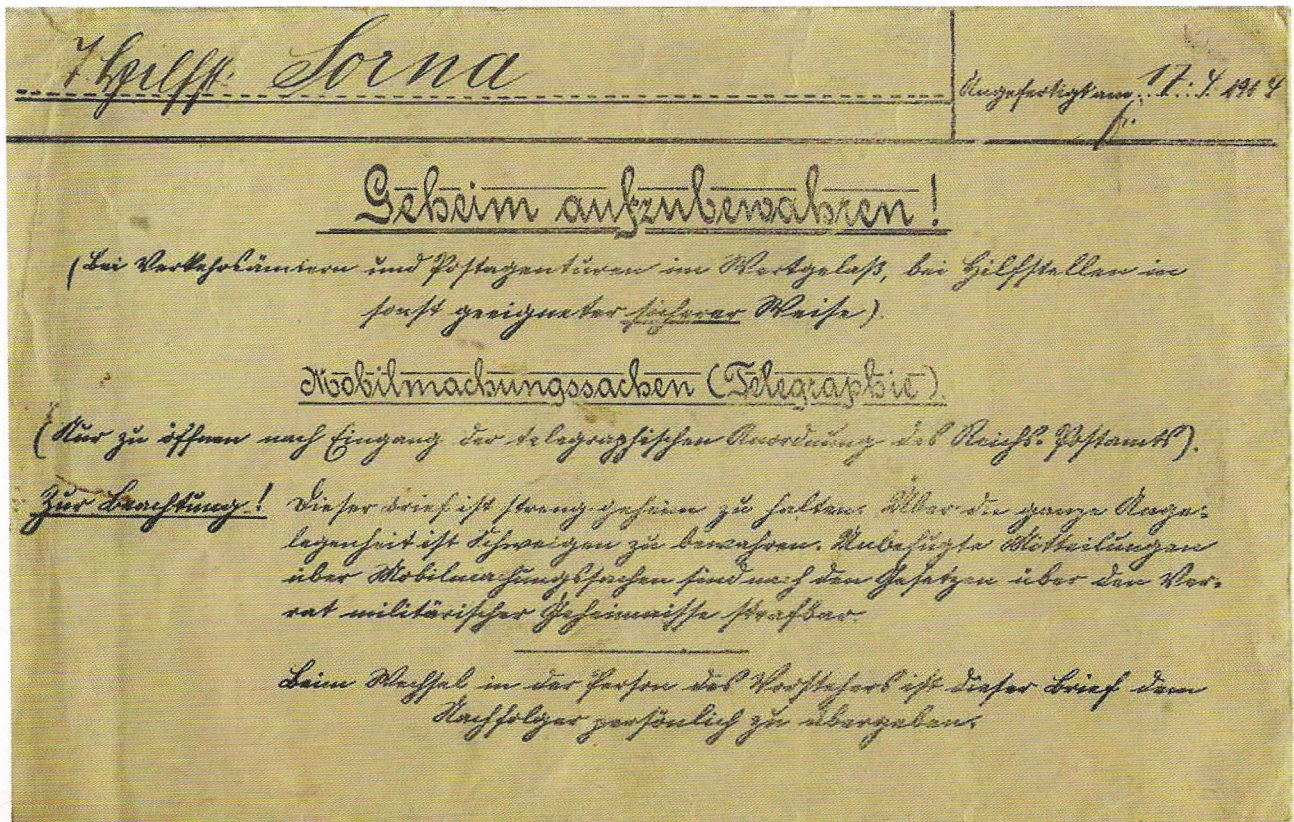 Hilfst. Sorna
Angefertigt am 17. 4. 1914
Geheim aufzubewahren!
(Bei Verkehrsämtern und Postagenturen im Wertgelaß, bei Hilfstellen in
sonst geeigneter sicherer Weise).
Mobilmachungssachen (Telegraphie).
(Nur zu öffnen nach Eingang der telegraphischen Anordnung des Reichs-Postamts).
Zur Beachtung! Dieser Brief ist streng geheim zu halten. Über die ganze Ange-
legenheit ist Schweigen zu bewahren. Unbefugte Mitteilungen
über Mobilmachungssachen sind nach den Gesetzen über den Ver-
rat militärischer Geheimnisse strafbar.
Beim Wechsel in der Person des Vorstehers ist dieser Brief dem
Nachfolger persönlich zu übergeben.